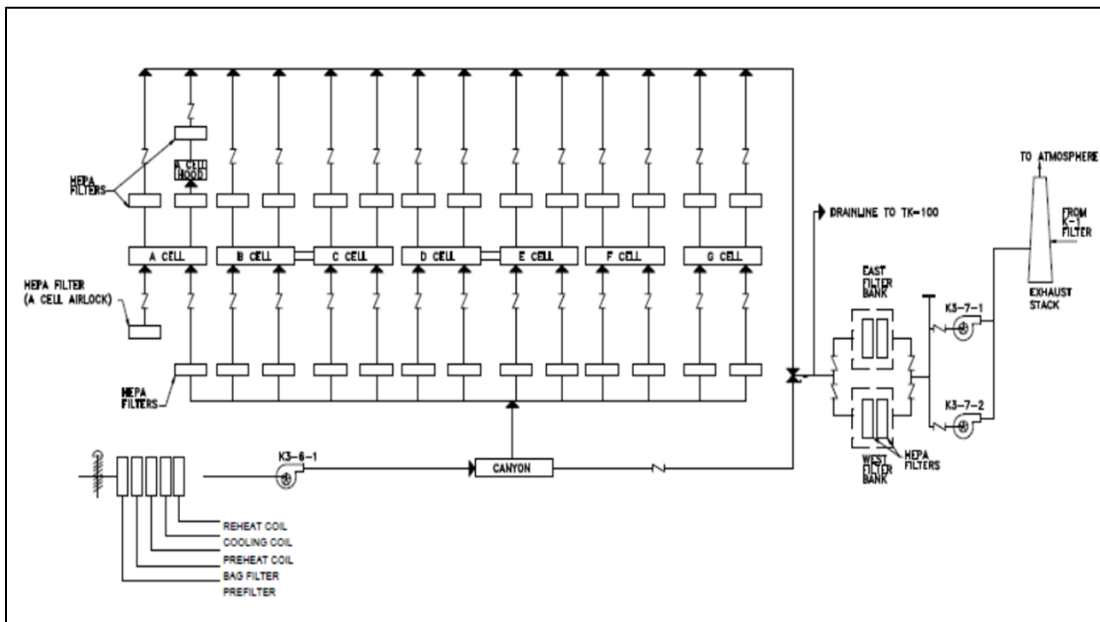 TO ATMOSPHERE
FROM
K-1
FILTER
EXHAUST
STACK
HEPA
FILTERS
A CELL
HOOD
DRAINLINE TO TK-100
A CELL
B CELL
C CELL
D CELL
E CELL
F CELL
G CELL
HEPA FILTER
(A CELL AIRLOCK)
EAST
FILTER
BANK
K3-7-1
HEPA
FILTERS
K3-7-2
WEST
FILTER
BANK
HEPA
FILTERS
K3-6-1
CANYON
REHEAT COIL
COOLING COIL
PREHEAT COIL
BAG FILTER
PREFILTER